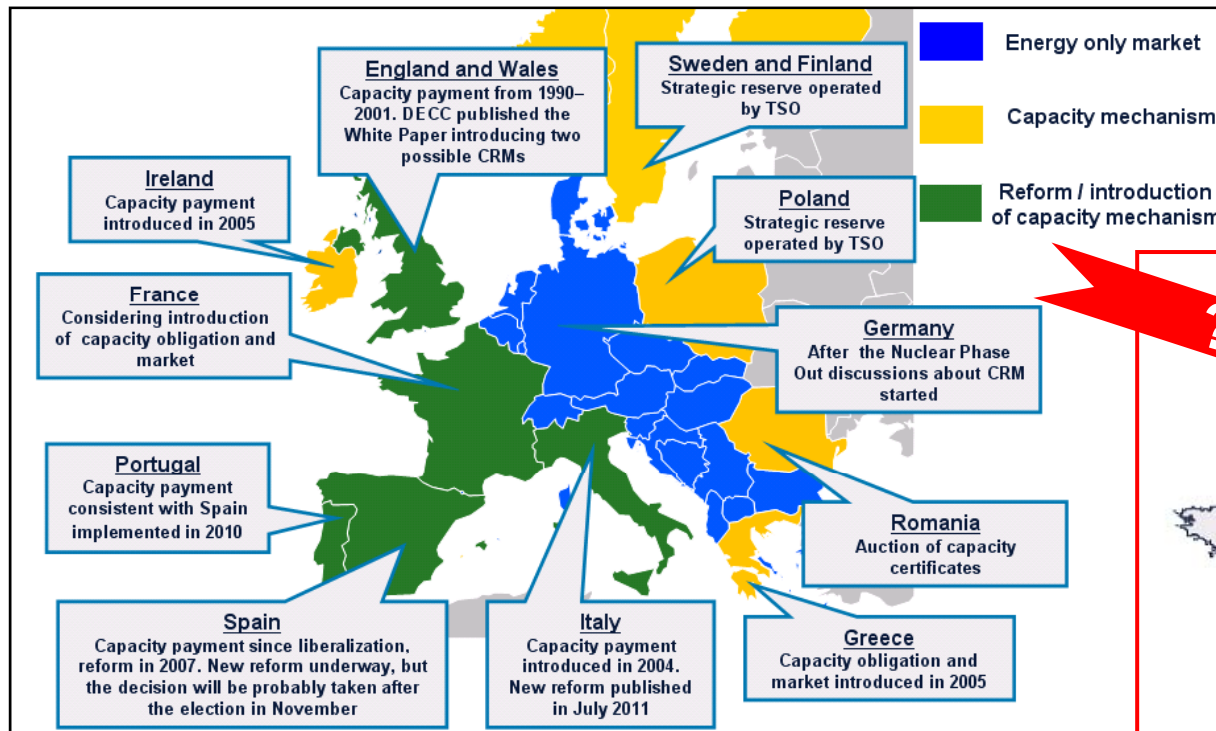 England and Wales
Capacity payment from 1990–
2001. DECC published the
White Paper introducing two
possible CRMs
Sweden and Finland
Strategic reserve operated
by TSO
Energy only market
Capacity mechanism
Reform / introduction
of capacity mechanism
Ireland
Capacity payment
introduced in 2005
Poland
Strategic reserve
operated by TSO
France
Considering introduction
of capacity obligation and
market
Germany
After the Nuclear Phase
Out discussions about CRM
started
Portugal
Capacity payment
consistent with Spain
implemented in 2010
Romania
Auction of capacity
certificates
Spain
Capacity payment since liberalization,
reform in 2007. New reform underway, but
the decision will be probably taken after
the election in November
Italy
Capacity payment
introduced in 2004.
New reform published
in July 2011
Greece
Capacity obligation and
market introduced in 2005